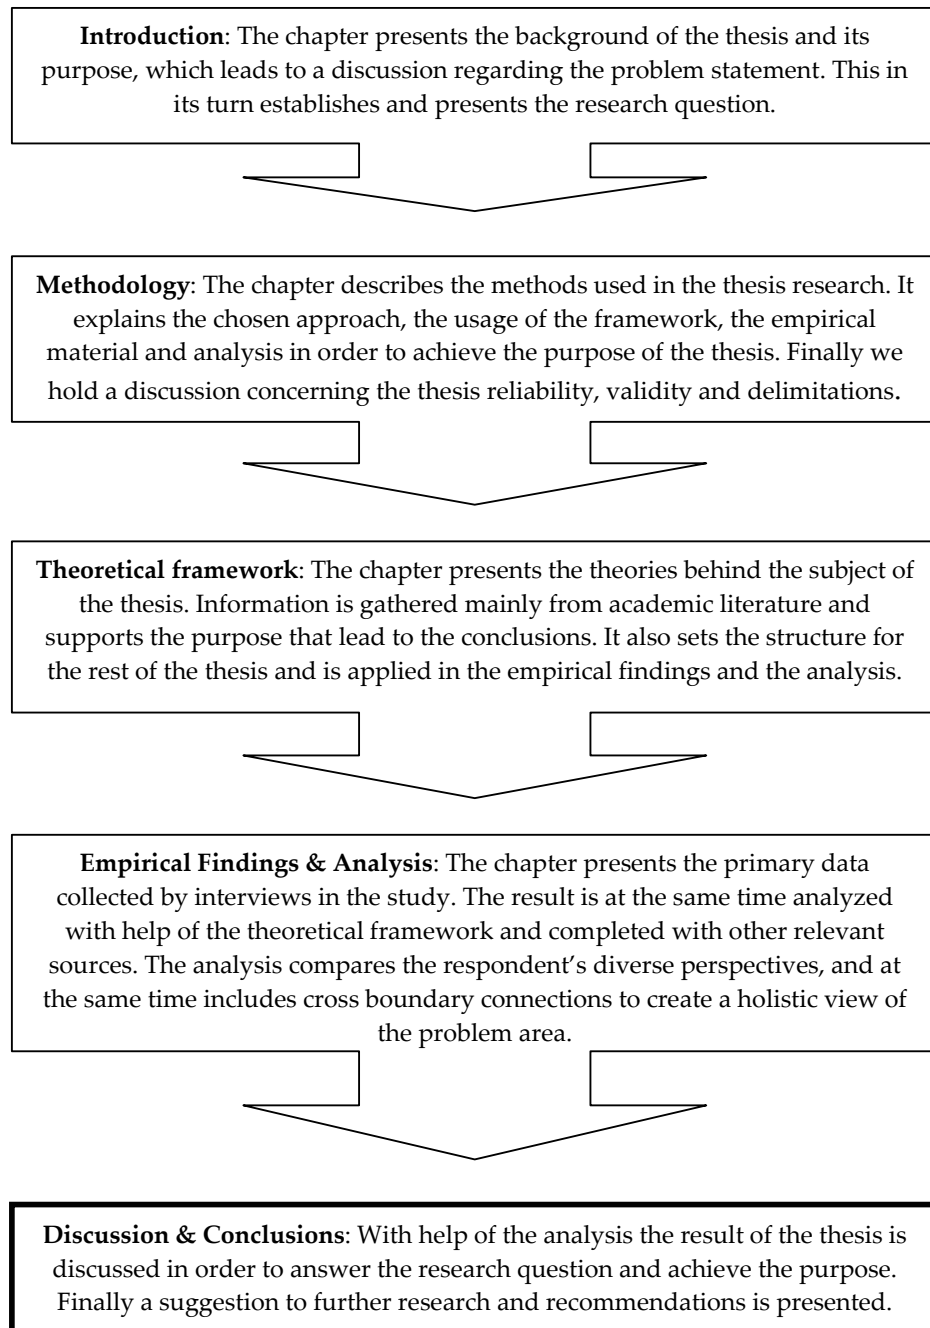 Introduction: The chapter presents the background of the thesis and its
purpose, which leads to a discussion regarding the problem statement. This in
its turn establishes and presents the research question.
Methodology: The chapter describes the methods used in the thesis research. It
explains the chosen approach, the usage of the framework, the empirical
material and analysis in order to achieve the purpose of the thesis. Finally we
hold a discussion concerning the thesis reliability, validity and delimitations.
Theoretical framework: The chapter presents the theories behind the subject of
the thesis. Information is gathered mainly from academic literature and
supports the purpose that lead to the conclusions. It also sets the structure for
the rest of the thesis and is applied in the empirical findings and the analysis.
Empirical Findings & Analysis: The chapter presents the primary data
collected by interviews in the study. The result is at the same time analyzed
with help of the theoretical framework and completed with other relevant
sources. The analysis compares the respondent’s diverse perspectives, and at
the same time includes cross boundary connections to create a holistic view of
the problem area.
Discussion & Conclusions: With help of the analysis the result of the thesis is
discussed in order to answer the research question and achieve the purpose.
Finally a suggestion to further research and recommendations is presented.